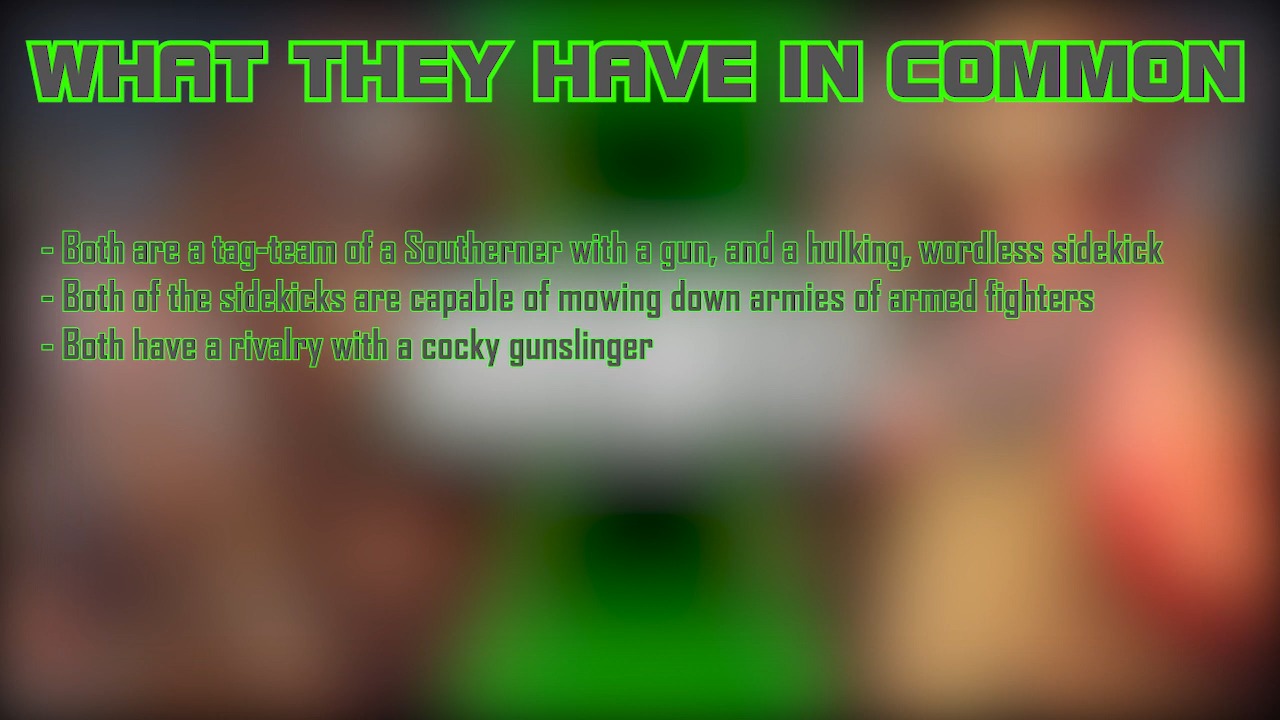 WHAT THEY HAVE IN COMMON
- Both are a tag-team of a Southerner with a gun, and a hulking, wordless sidekick
- Both of the sidekicks are capable of mowing down armies of armed fighters
- Both have a rivalry with a cocky gunslinger